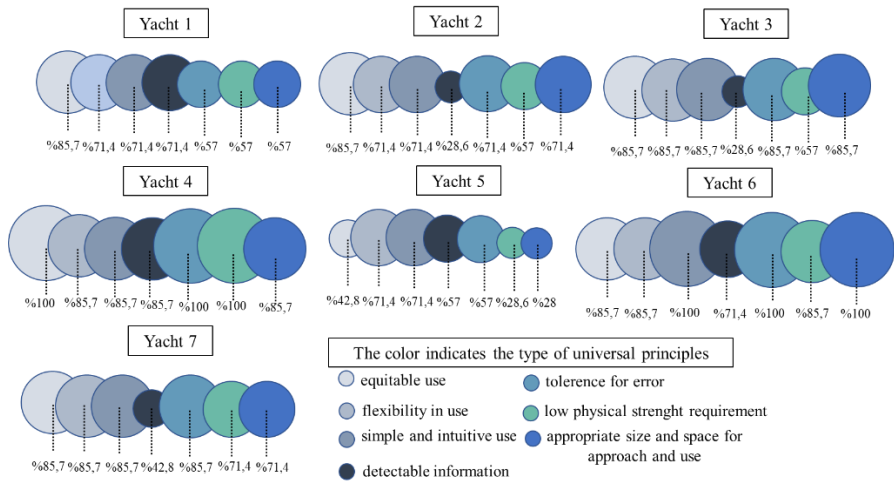 Yacht 1
%85,7 %71,4 %71,4 %71,4 %57 %57 %57
Yacht 2
%85,7 %71,4 %71,4 %28,6 %71,4 %57 %71,4
Yacht 3
%85,7 %85,7 %85,7 %28,6 %85,7 %57 %85,7
Yacht 4
%100 %85,7 %85,7 %85,7 %100 %100 %85,7
Yacht 5
%42,8 %71,4 %71,4 %57 %57 %28,6 %28
Yacht 6
%85,7 %85,7 %100 %71,4 %100 %85,7 %100
Yacht 7
%85,7 %85,7 %85,7 %42,8 %85,7 %71,4 %71,4
The color indicates the type of universal principles
equitable use
flexibility in use
simple and intuitive use
detectable information
tolerence for error
low physical strenght requirement
appropriate size and space for
approach and use